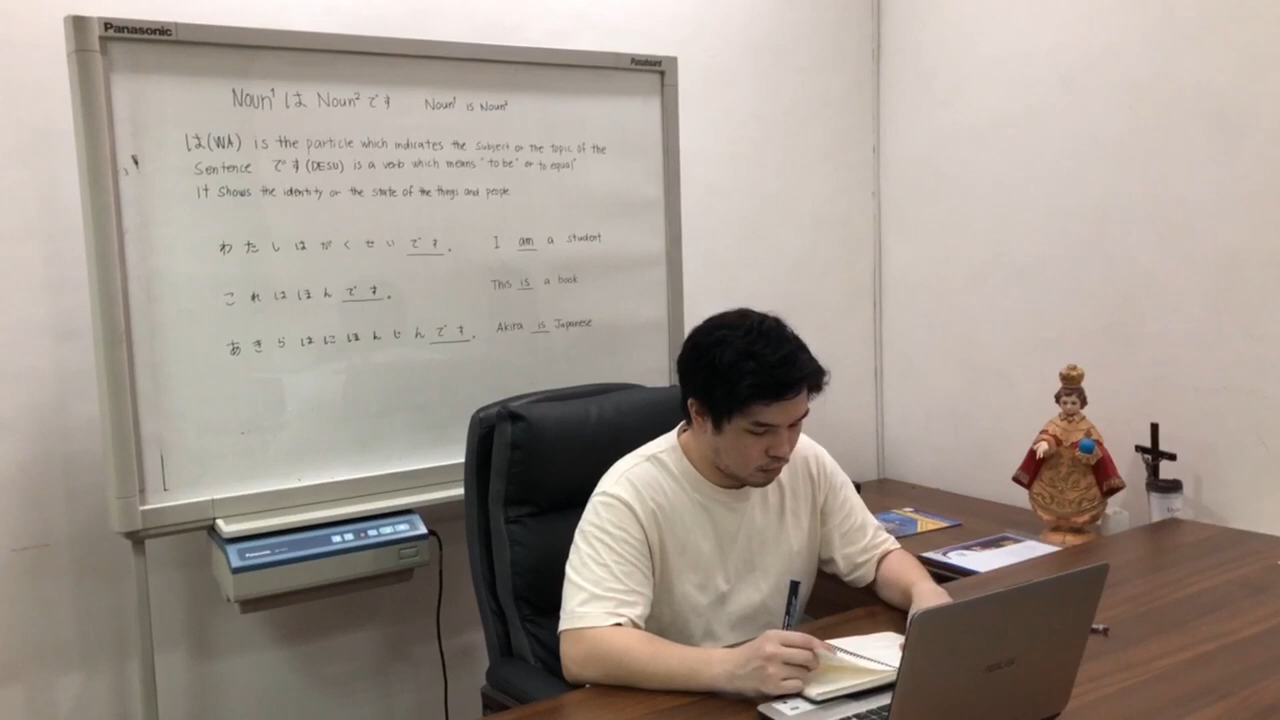 Panasonic
Panaboard
Noun¹ は Noun² です Noun¹ is Noun²
は(WA) is the particle which indicates the subject or the topic of the
Sentence です(DESU) is a verb which means "to be" or to equal"
It shows the identity or the state of the things and people
わたしはがくせいです。 I am a student
これはほんです。 This is a book
あきらはにほんじんです。 Akira is Japanese
Panasonic
ASUS